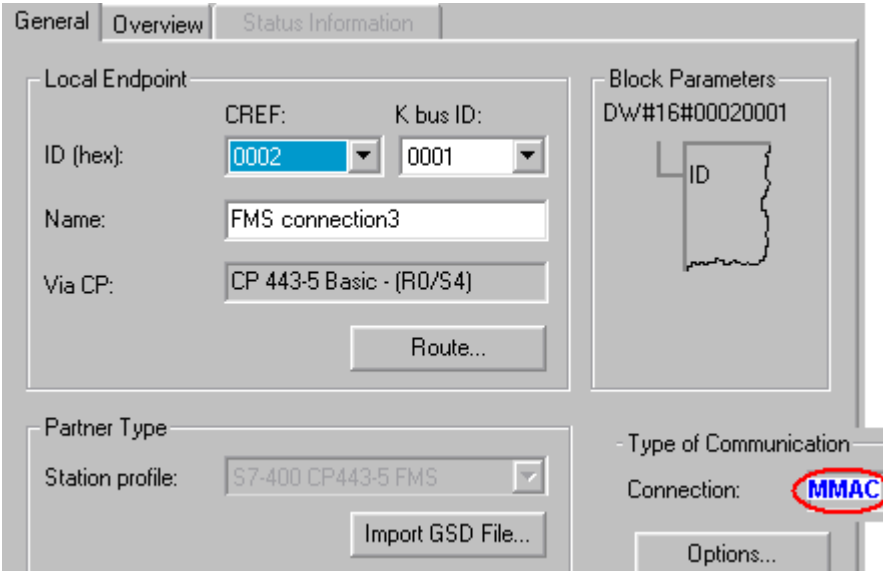 General
Overview
Status Information
Local Endpoint
CREF:
K bus ID:
ID (hex):
0002
0001
Name:
FMS connection3
Via CP:
CP 443-5 Basic - (R0/S4)
Route...
Block Parameters
DW#16#00020001
ID
Partner Type
Station profile:
S7-400 CP443-5 FMS
Import GSD File...
Type of Communication
Connection:
MMAC
Options...